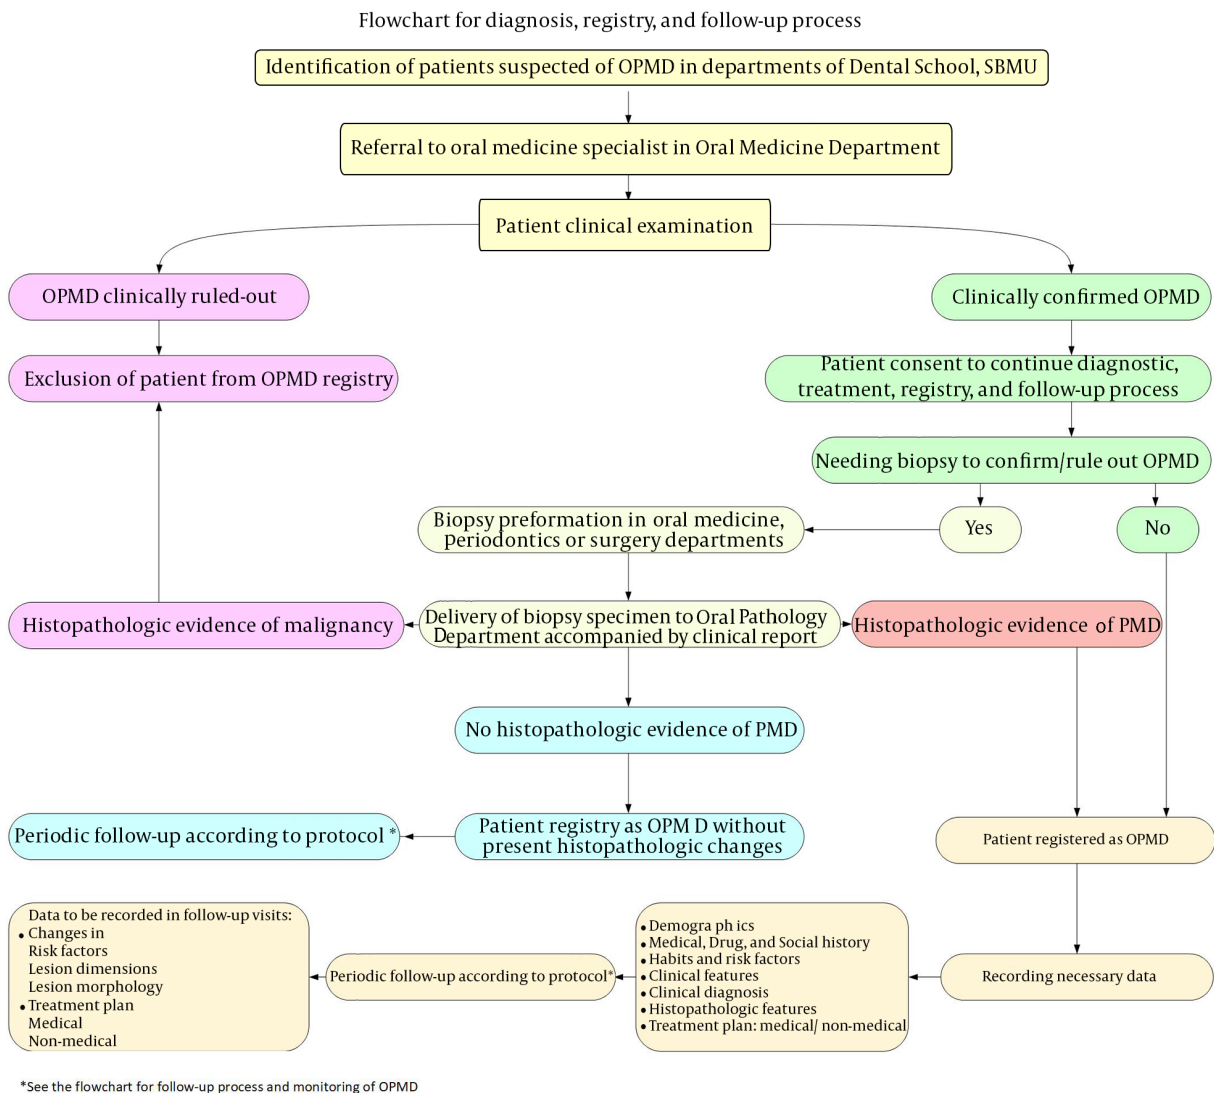 Flowchart for diagnosis, registry, and follow-up process
Identification of patients suspected of OPMD in departments of Dental School, SBMU
Referral to oral medicine specialist in Oral Medicine Department
Patient clinical examination
OPMD clinically ruled-out
Clinically confirmed OPMD
Exclusion of patient from OPMD registry
Patient consent to continue diagnostic,
treatment, registry, and follow-up process
Needing biopsy to confirm/rule out OPMD
Yes
No
Biopsy preformation in oral medicine,
periodontics or surgery departments
Histopathologic evidence of malignancy
Delivery of biopsy specimen to Oral Pathology
Department accompanied by clinical report
Histopathologic evidence of PMD
No histopathologic evidence of PMD
Periodic follow-up according to protocol *
Patient registry as OPM D without
present histopathologic changes
Patient registered as OPMD
Data to be recorded in follow-up visits:
• Changes in
Risk factors
Lesion dimensions
Lesion morphology
• Treatment plan
Medical
Non-medical
Periodic follow-up according to protocol*
• Demogra ph ics
• Medical, Drug, and Social history
• Habits and risk factors
• Clinical features
• Clinical diagnosis
• Histopathologic features
• Treatment plan: medical/ non-medical
Recording necessary data
*See the flowchart for follow-up process and monitoring of OPMD